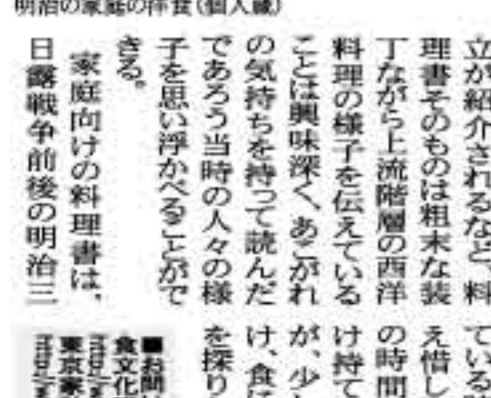 明治の家庭の洋食(個人蔵)
立が紹介されるなど、料
理書そのものは粗末な装
丁ながら上流階層の西洋
料理の様子を伝えている
ことは興味深く、あこがれ
の気持ちを持って読んだ
であろう当時の人々の様
子を思い浮かべることがで
きる。
家庭向けの料理書は、
日露戦争前後の明治三
ている
え惜し
の時間
け持て
が、少し
け、食に
を探り
■お問い
食文化
http://
東京家
http://